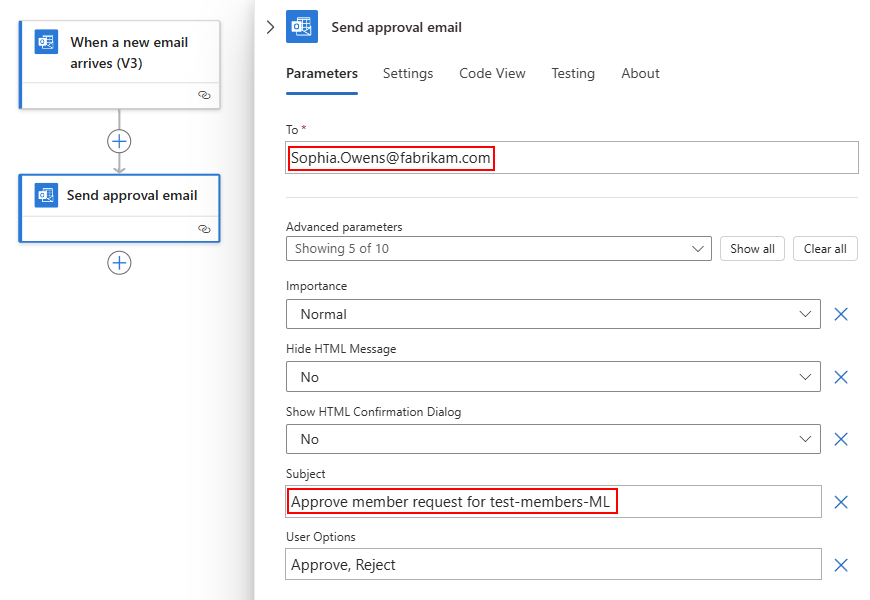 When a new email
arrives (V3)
Send approval email
Send approval email
Parameters Settings Code View Testing About
To *
Sophia.Owens@fabrikam.com
Advanced parameters
Showing 5 of 10 Show all Clear all
Importance
Normal
Hide HTML Message
No
Show HTML Confirmation Dialog
No
Subject
Approve member request for test-members-ML
User Options
Approve, Reject